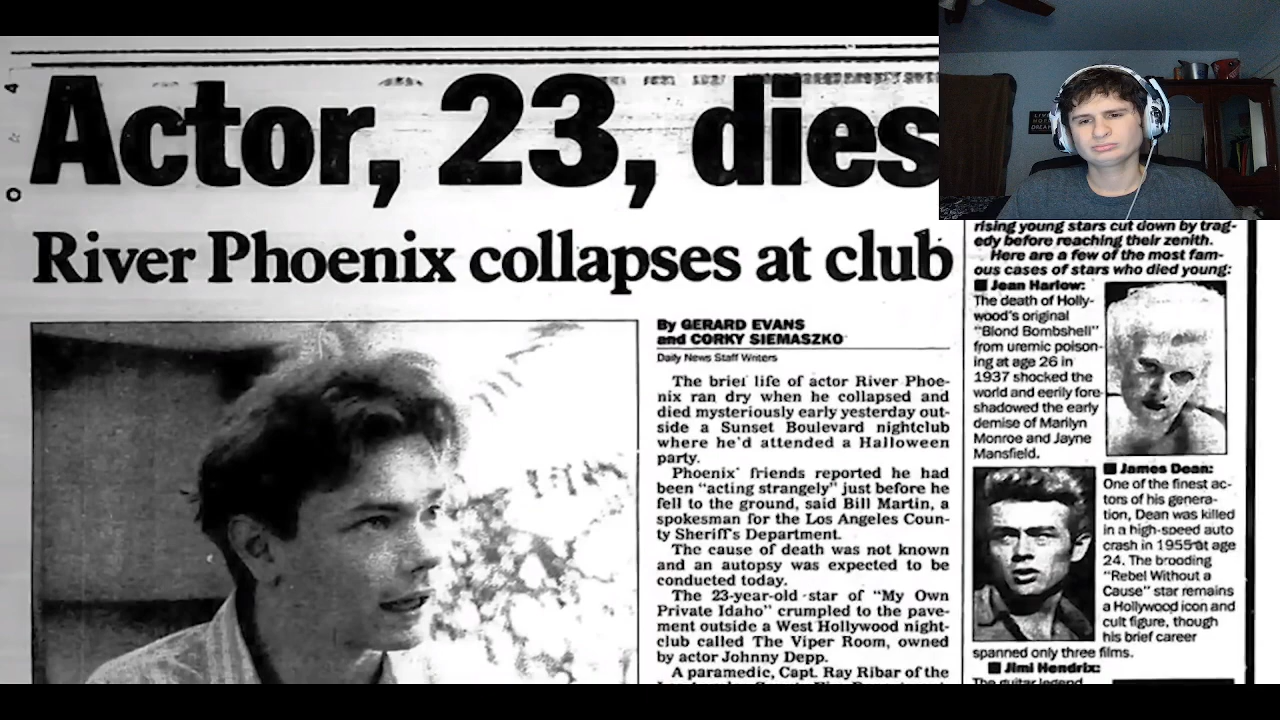 Actor, 23, dies
River Phoenix collapses at club
By GERARD EVANS
and CORKY SIEMASZKO
Daily News Staff Writers
The brief life of actor River Phoe-
nix ran dry when he collapsed and
died mysteriously early yesterday out-
side a Sunset Boulevard nightclub
where he'd attended a Halloween
party.
Phoenix' friends reported he had
been "acting strangely" just before he
fell to the ground, said Bill Martin, a
spokesman for the Los Angeles Coun-
ty Sheriff's Department.
The cause of death was not known
and an autopsy was expected to be
conducted today.
The 23-year-old star of "My Own
Private Idaho" crumpled to the pave-
ment outside a West Hollywood night-
club called The Viper Room, owned
by actor Johnny Depp.
A paramedic, Capt. Ray Ribar of the
rising young stars cut down by trag-
edy before reaching their zenith.
Here are a few of the most fam-
ous cases of stars who died young:
■ Jean Harlow:
The death of Holly-
wood's original
"Blond Bombshell"
from uremic poison-
ing at age 26 in
1937 shocked the
world and eerily fore-
shadowed the early
demise of Marilyn
Monroe and Jayne
Mansfield.
■ James Dean:
One of the finest ac-
tors of his genera-
tion, Dean was killed
in a high-speed auto
crash in 1955 at age
24. The brooding
"Rebel Without a
Cause" star remains
a Hollywood icon and
cult figure, though
his brief career
spanned only three films.
■ Jimi Hendrix:
The guitar legend